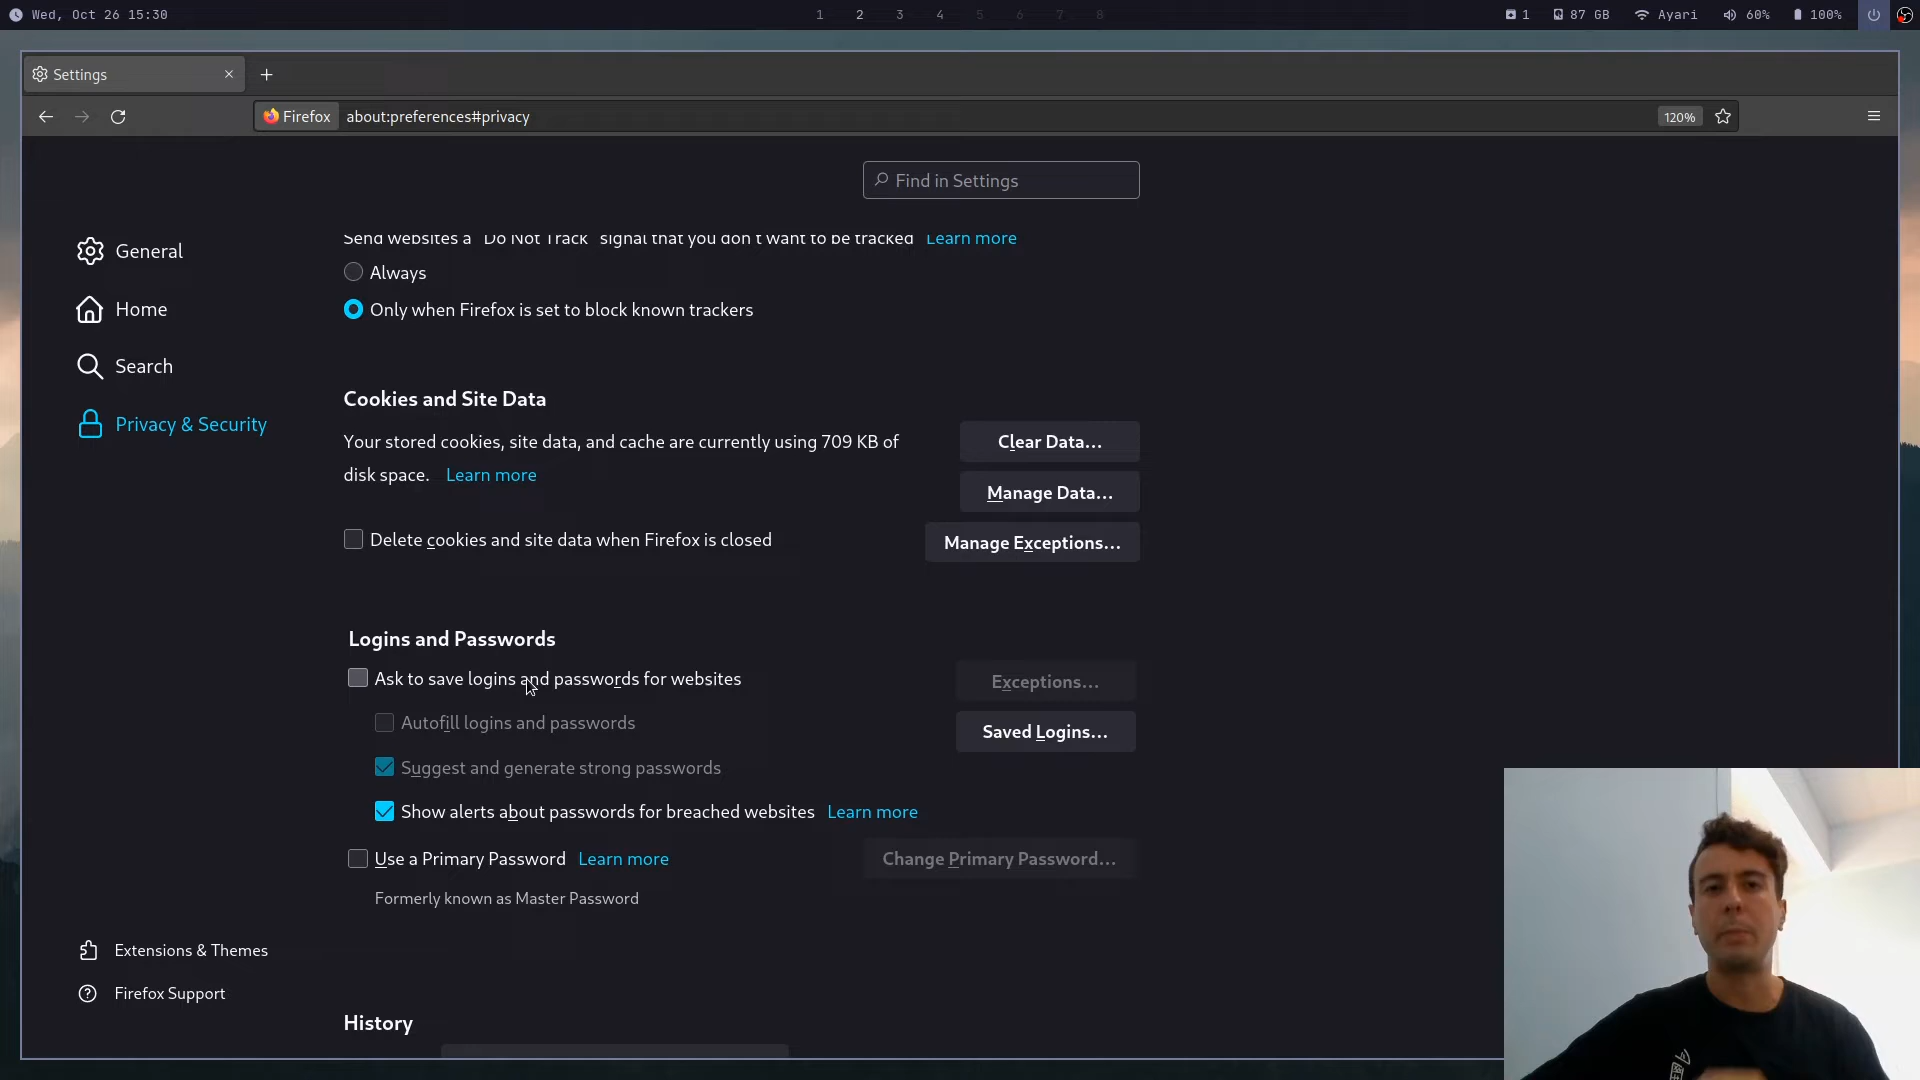 Wed, Oct 26 15:30
1 2 3 4 5 6 7 8
1 87 GB Ayari 60% 100%
Settings
Firefox about:preferences#privacy 120%
Find in Settings
General
Home
Search
Privacy & Security
Extensions & Themes
Firefox Support
Send websites a "Do Not Track" signal that you don't want to be tracked Learn more
Always
Only when Firefox is set to block known trackers
Cookies and Site Data
Your stored cookies, site data, and cache are currently using 709 KB of
disk space. Learn more
Clear Data...
Manage Data...
Delete cookies and site data when Firefox is closed
Manage Exceptions...
Logins and Passwords
Ask to save logins and passwords for websites
Exceptions...
Autofill logins and passwords
Saved Logins...
Suggest and generate strong passwords
Show alerts about passwords for breached websites Learn more
Use a Primary Password Learn more
Change Primary Password...
Formerly known as Master Password
History